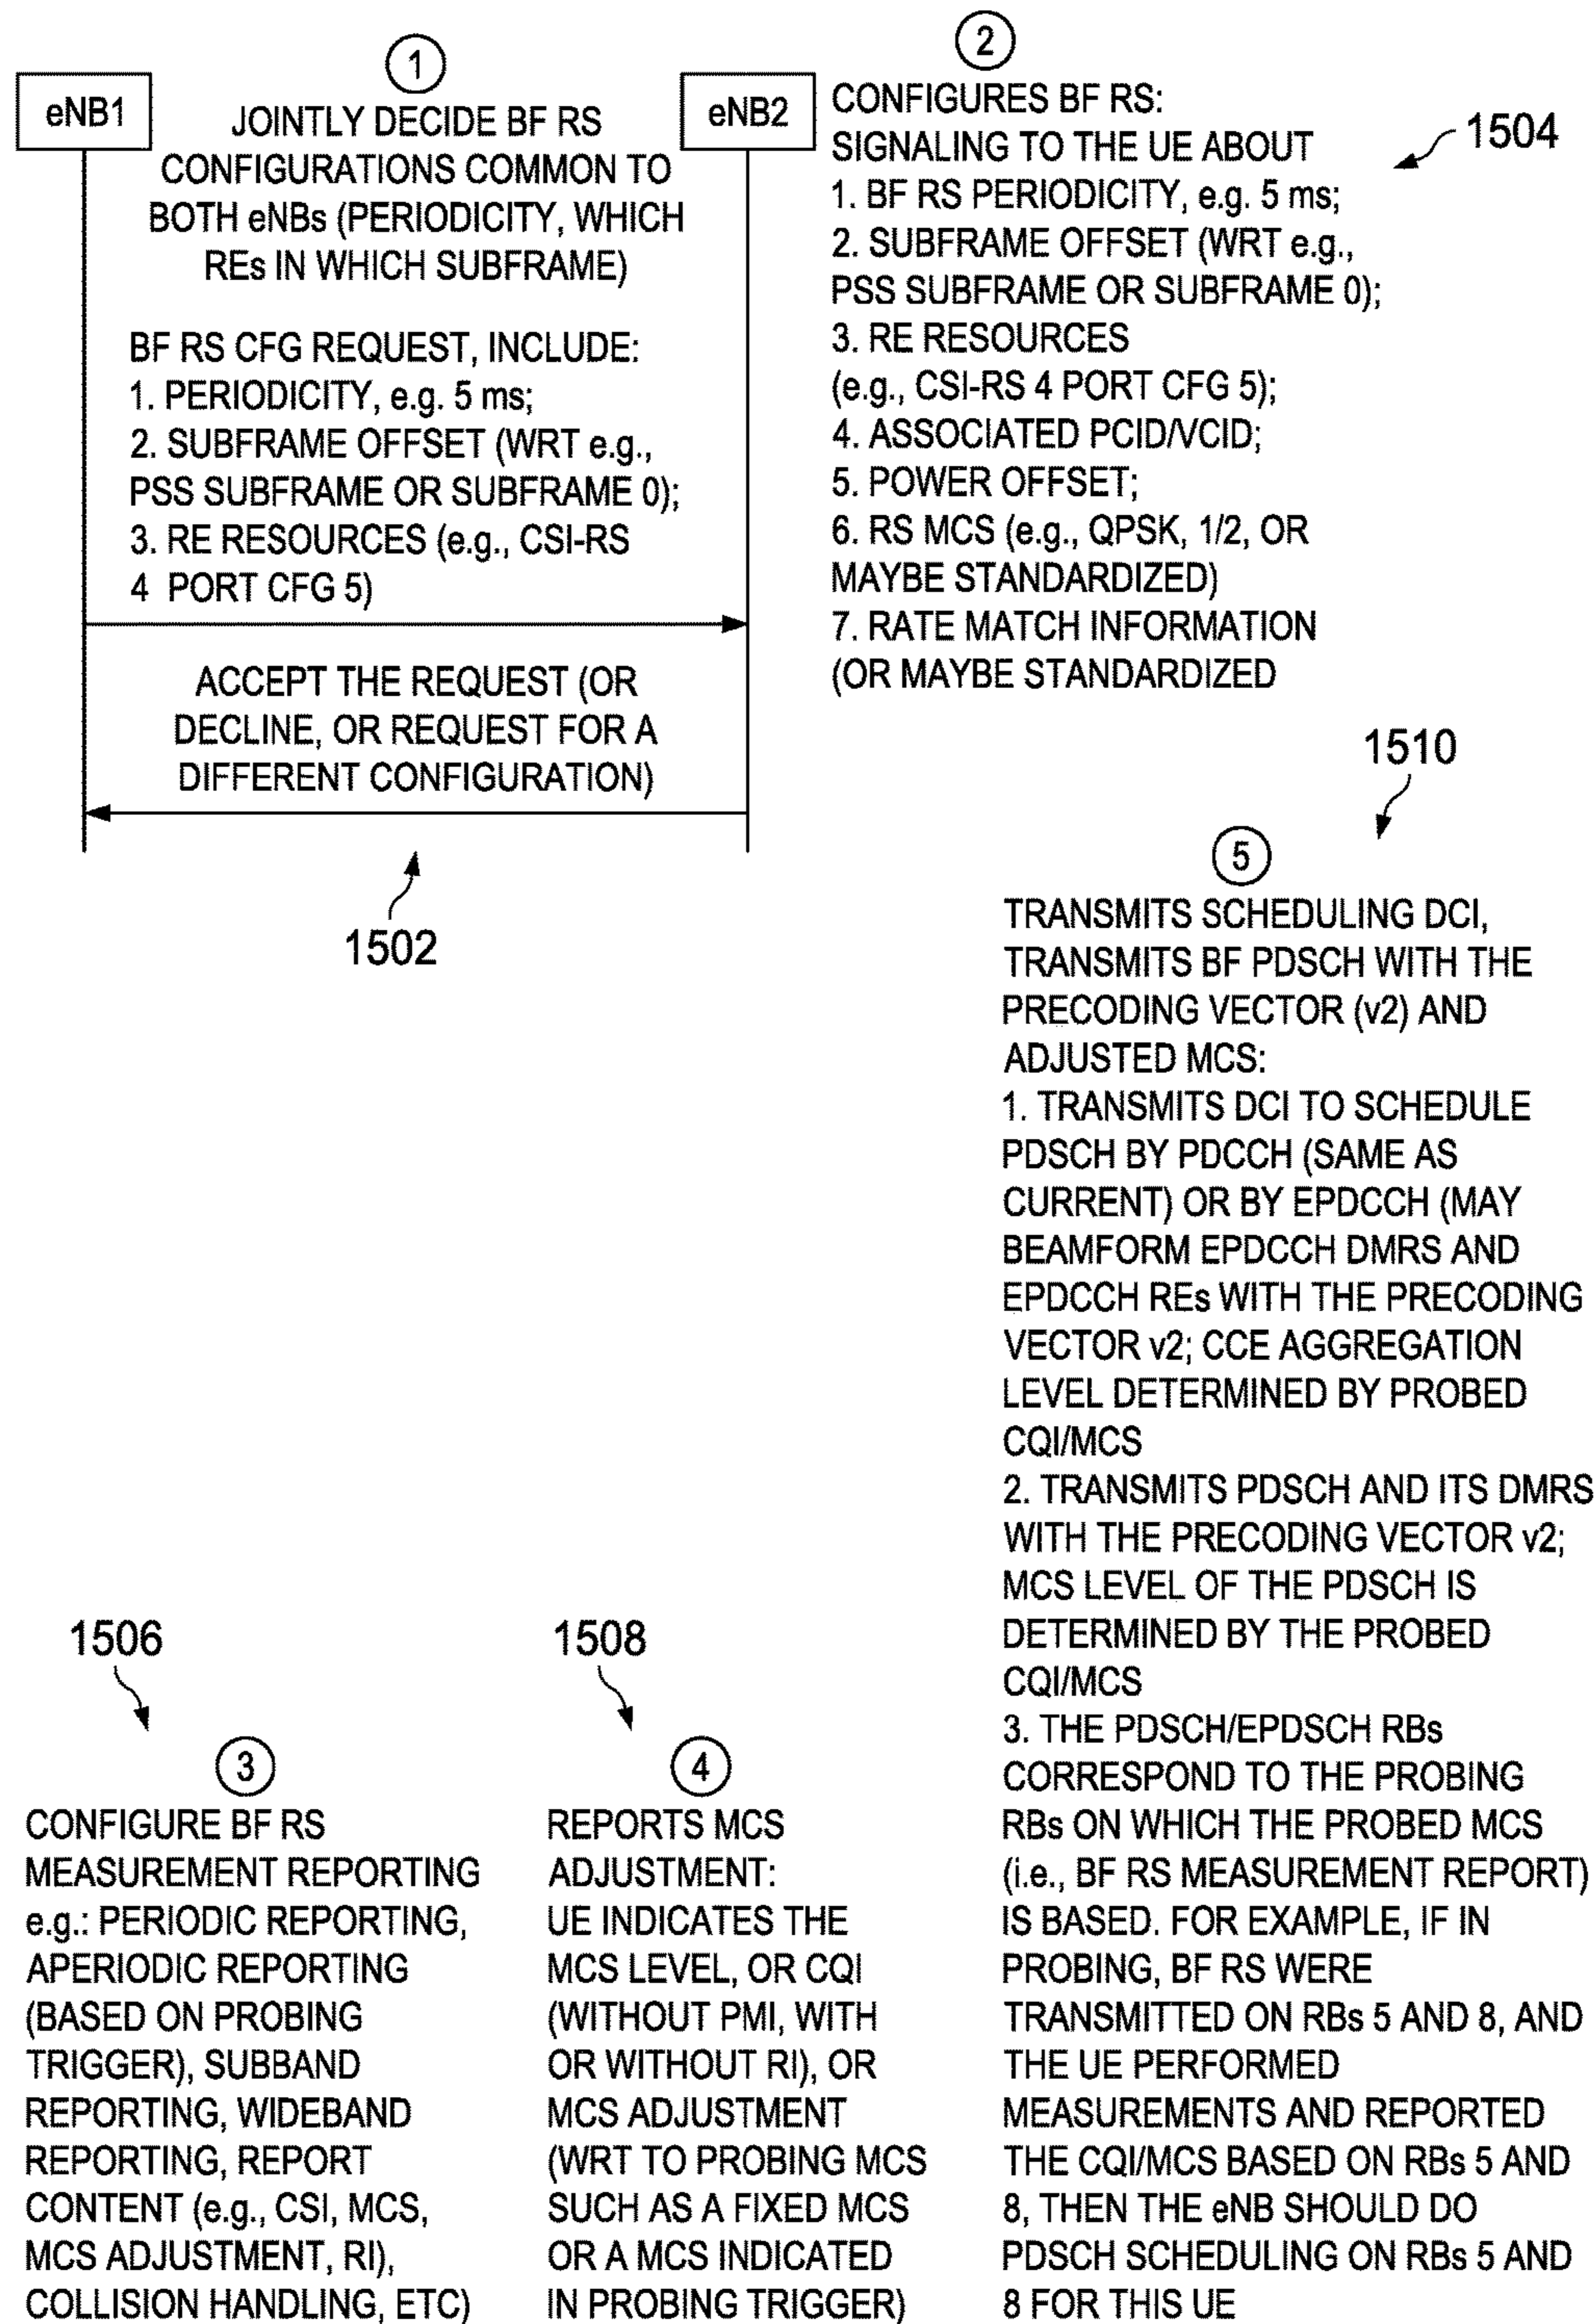 1
eNB1
JOINTLY DECIDE BF RS
CONFIGURATIONS COMMON TO
BOTH eNBs (PERIODICITY, WHICH
REs IN WHICH SUBFRAME)
eNB2
BF RS CFG REQUEST, INCLUDE:
1. PERIODICITY, e.g. 5 ms;
2. SUBFRAME OFFSET (WRT e.g.,
PSS SUBFRAME OR SUBFRAME 0);
3. RE RESOURCES (e.g., CSI-RS
4 PORT CFG 5)
ACCEPT THE REQUEST (OR
DECLINE, OR REQUEST FOR A
DIFFERENT CONFIGURATION)
1502
2
CONFIGURES BF RS:
SIGNALING TO THE UE ABOUT
1. BF RS PERIODICITY, e.g. 5 ms;
2. SUBFRAME OFFSET (WRT e.g.,
PSS SUBFRAME OR SUBFRAME 0);
3. RE RESOURCES
(e.g., CSI-RS 4 PORT CFG 5);
4. ASSOCIATED PCID/VCID;
5. POWER OFFSET;
6. RS MCS (e.g., QPSK, 1/2, OR
MAYBE STANDARDIZED)
7. RATE MATCH INFORMATION
(OR MAYBE STANDARDIZED
1504
1506
3
CONFIGURE BF RS
MEASUREMENT REPORTING
e.g.: PERIODIC REPORTING,
APERIODIC REPORTING
(BASED ON PROBING
TRIGGER), SUBBAND
REPORTING, WIDEBAND
REPORTING, REPORT
CONTENT (e.g., CSI, MCS,
MCS ADJUSTMENT, RI),
COLLISION HANDLING, ETC)
1508
4
REPORTS MCS
ADJUSTMENT:
UE INDICATES THE
MCS LEVEL, OR CQI
(WITHOUT PMI, WITH
OR WITHOUT RI), OR
MCS ADJUSTMENT
(WRT TO PROBING MCS
SUCH AS A FIXED MCS
OR A MCS INDICATED
IN PROBING TRIGGER)
1510
5
TRANSMITS SCHEDULING DCI,
TRANSMITS BF PDSCH WITH THE
PRECODING VECTOR (v2) AND
ADJUSTED MCS:
1. TRANSMITS DCI TO SCHEDULE
PDSCH BY PDCCH (SAME AS
CURRENT) OR BY EPDCCH (MAY
BEAMFORM EPDCCH DMRS AND
EPDCCH REs WITH THE PRECODING
VECTOR v2; CCE AGGREGATION
LEVEL DETERMINED BY PROBED
CQI/MCS
2. TRANSMITS PDSCH AND ITS DMRS
WITH THE PRECODING VECTOR v2;
MCS LEVEL OF THE PDSCH IS
DETERMINED BY THE PROBED
CQI/MCS
3. THE PDSCH/EPDSCH RBs
CORRESPOND TO THE PROBING
RBs ON WHICH THE PROBED MCS
(i.e., BF RS MEASUREMENT REPORT)
IS BASED. FOR EXAMPLE, IF IN
PROBING, BF RS WERE
TRANSMITTED ON RBs 5 AND 8, AND
THE UE PERFORMED
MEASUREMENTS AND REPORTED
THE CQI/MCS BASED ON RBs 5 AND
8, THEN THE eNB SHOULD DO
PDSCH SCHEDULING ON RBs 5 AND
8 FOR THIS UE